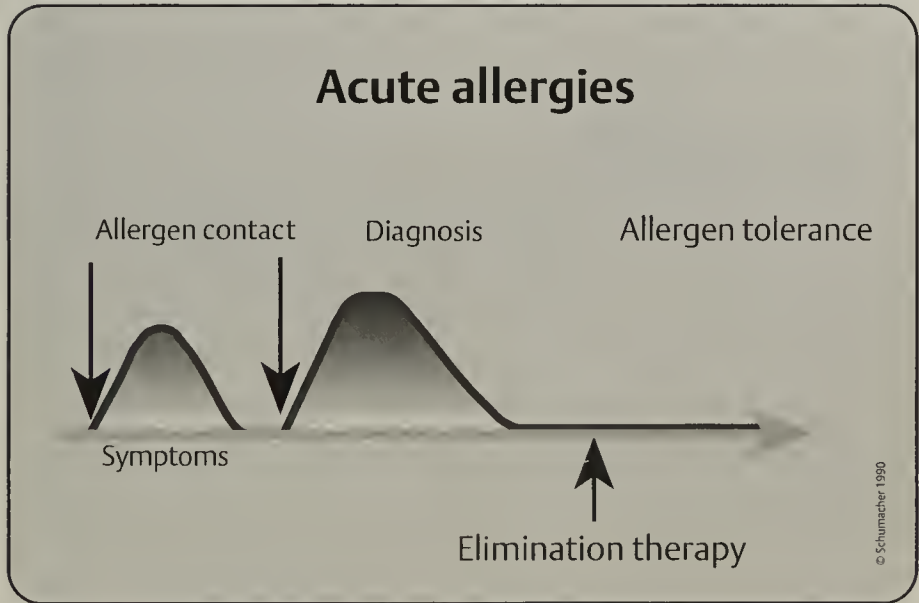 Acute allergies
Allergen contact
Diagnosis
Allergen tolerance
Symptoms
Elimination therapy
© Schumacher 1990